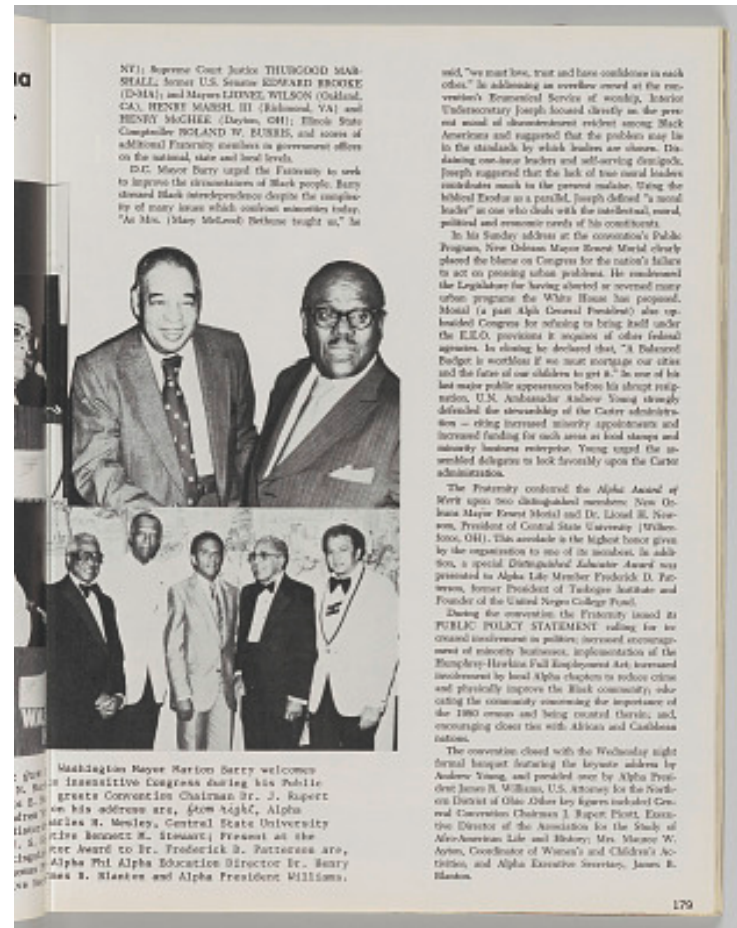 NY); Supreme Court Justice THURGOOD MAR-
SHALL; former U.S. Senator EDWARD BROOKE
(D-MA); and Mayors LIONEL WILSON (Oakland,
CA), HENRY MARSH, III (Richmond, VA) and
HENRY McGHEE (Dayton, OH); Illinois State
Comptroller ROLAND W. BURRIS, and scores of
additional Fraternity members in government offices
on the national, state and local levels.
D.C. Mayor Barry urged the Fraternity to seek
to improve the circumstances of Black people. Barry
stressed Black interdependence despite the complex-
ity of many issues which confront minorities today.
"As Mrs. (Mary McLeod) Bethune taught us," he
said, "we must love, trust and have confidence in each
other." In addressing an overflow crowd at the con-
vention's Ecumenical Service of worship, Interior
Undersecretary Joseph focused directly on the pres-
ent mood of discontentment evident among Black
Americans and suggested that the problem may lie
in the standards by which leaders are chosen. Dis-
daining one-issue leaders and self-serving demigods,
Joseph suggested that the lack of true moral leaders
contributes much to the present malaise. Using the
biblical Exodus as a parallel, Joseph defined "a moral
leader" as one who deals with the intellectual, moral,
political and economic needs of his constituents.
In his Sunday address at the convention's Public
Program, New Orleans Mayor Ernest Morial clearly
placed the blame on Congress for the nation's failure
to act on pressing urban problems. He condemned
the Legislature for having aborted or reversed many
urban programs the White House has proposed.
Morial (a past Alph General President) also up-
braided Congress for refusing to bring itself under
the E.E.O. provisions it requires of other federal
agencies. In closing he declared that, "A Balanced
Budget is worthless if we must mortgage our cities
and the futre of our children to get it." In one of his
last major public appearances before his abrupt resig-
nation, U.N. Ambassador Andrew Young strongly
defended the stewardship of the Carter administra-
tion — citing increased minority appointments and
increased funding for such areas as food stamps and
minority business enterprise. Young urged the as-
sembled delegates to look favorably upon the Carter
administration.
The Fraternity conferred the Alpha Award of
Merit upon two distinguished members: New Or-
leans Mayor Ernest Morial and Dr. Lionel H. New-
som, President of Central State University (Wilber-
force, OH). This accolade is the highest honor given
by the organization to one of its members. In addi-
tion, a special Distinguished Educator Award was
presented to Alpha Life Member Frederick D. Pat-
terson, former President of Tuskegee Institute and
Founder of the United Negro College Fund.
During the convention the Fraternity issued its
PUBLIC POLICY STATEMENT calling for in-
creased involvement in politics; increased encourage-
ment of minority businesses, implementation of the
Humphrey-Hawkins Full Employment Act; increased
involvement by local Alpha chapters to reduce crime
and physically improve the Black community; edu-
cating the community concerning the importance of
the 1980 census and being counted therein; and,
encouraging closer ties with African and Caribbean
nations.
The convention closed with the Wednesday night
formal banquet featuring the keynote address by
Andrew Young, and presided over by Alpha Presi-
dent James R. Williams, U.S. Attorney for the North-
ern District of Ohio. Other key figures included Gen-
eral Convention Chairman J. Rupert Picott, Execu-
tive Director of the Association for the Study of
Afro-American Life and History; Mrs. Maurice W.
Ayton, Coordinator of Women's and Children's Ac-
tivities, and Alpha Executive Secretary, James B.
Blanton.
Washington Mayor Marion Barry welcomes
insensitive Congress during his Public
greets Convention Chairman Dr. J. Rupert
his address are, from right, Alpha
Charles H. Wesley, Central State University
Bennett M. Stewart; Present at the
Award to Dr. Frederick D. Patterson are,
Alpha Phi Alpha Education Director Dr. Henry
B. Blanton and Alpha President Williams.
179